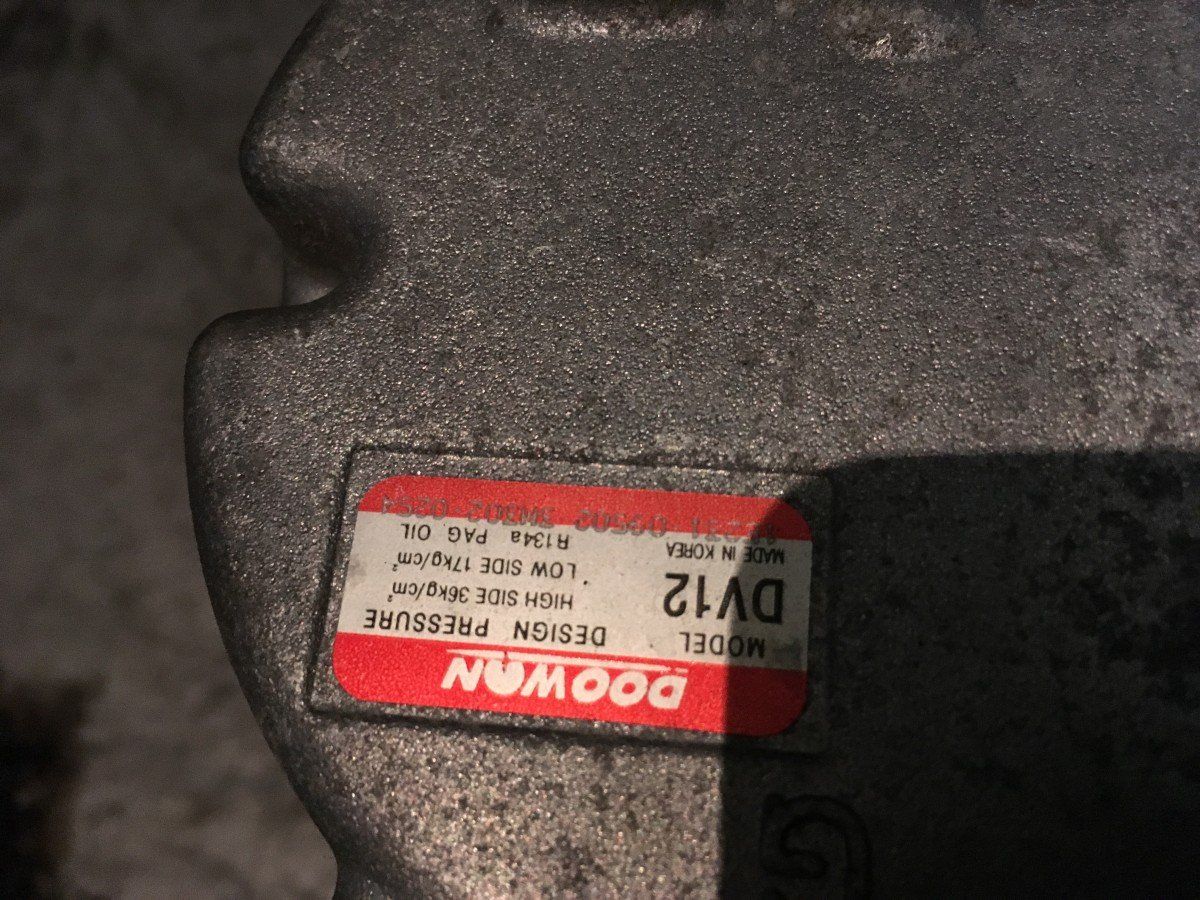 DOOWON
MODEL DESIGN PRESSURE
DV12 HIGH SIDE 36kg/cm²
LOW SIDE 17kg/cm²
MADE IN KOREA R134a PAG OIL